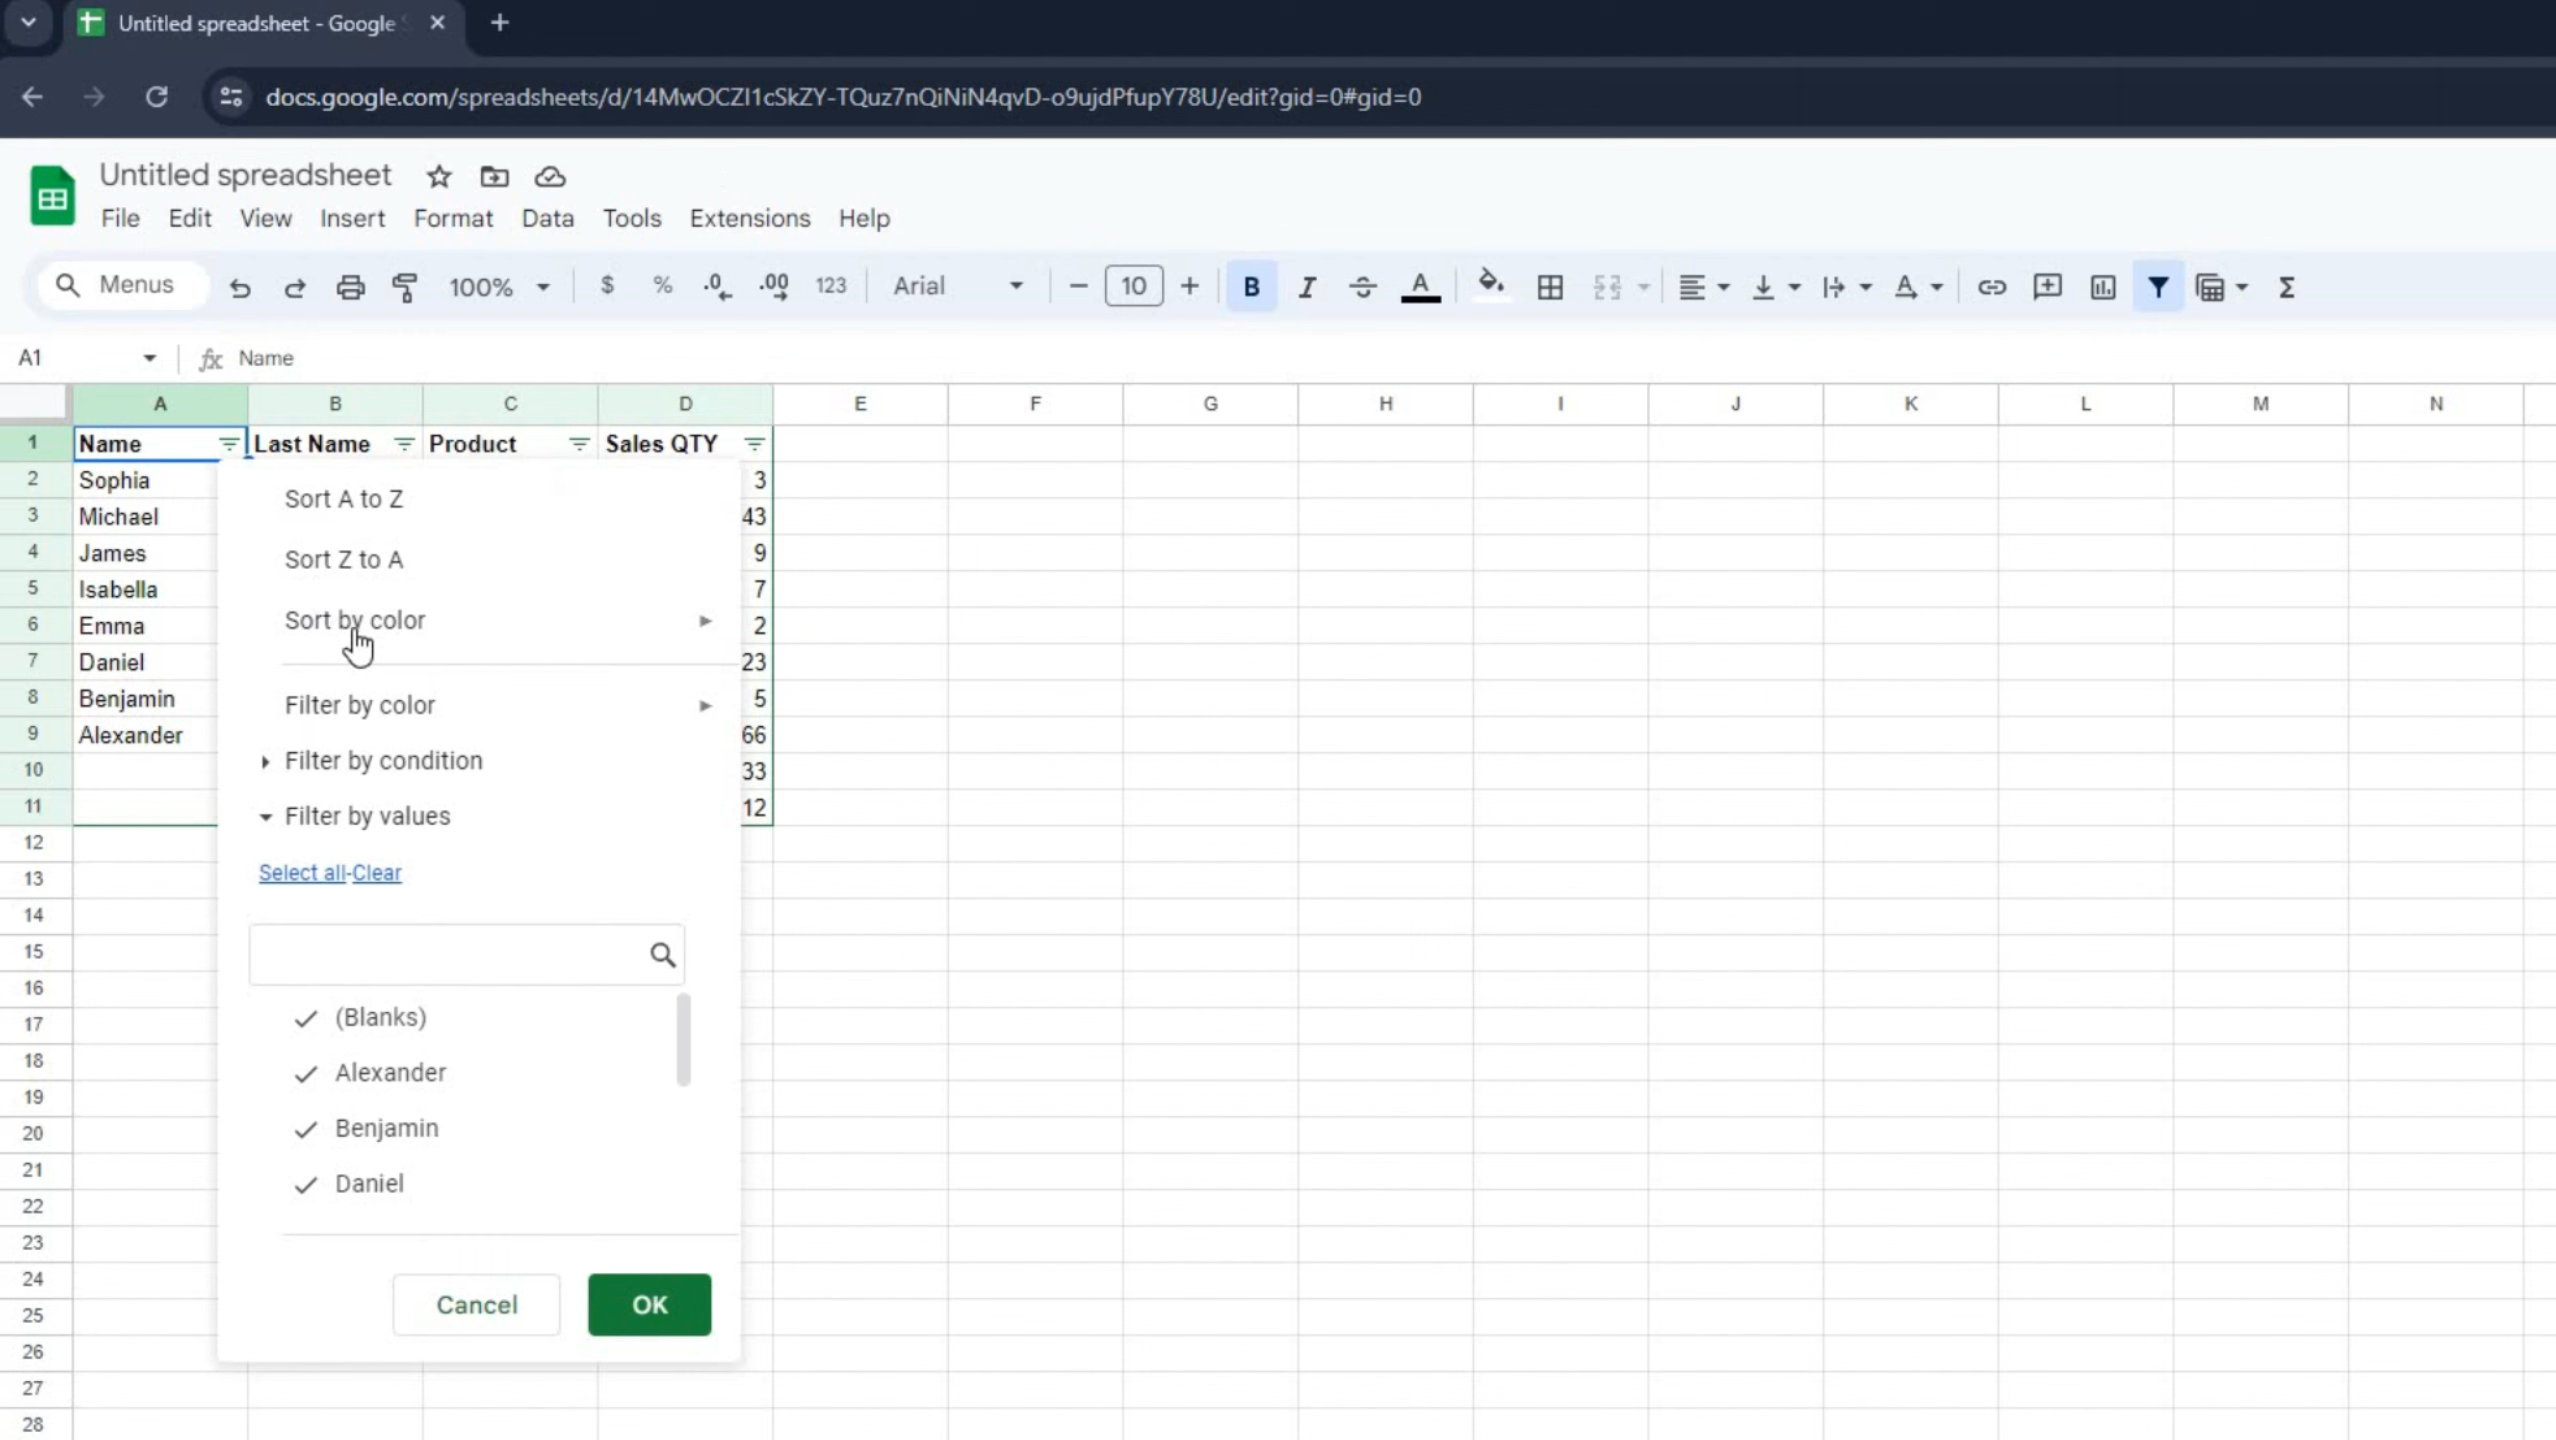 Untitled spreadsheet - Google S
docs.google.com/spreadsheets/d/14MwOCZI1cSkZY-TQuz7nQiNiN4qvD-o9ujdPfupY78U/edit?gid=0#gid=0
Untitled spreadsheet
File Edit View Insert Format Data Tools Extensions Help
Menus 100% $ % .0 .00 123 Arial 10 B I S A A Σ
A1 fx Name
A B C D E F G H I J K L M N
1 Name Last Name Product Sales QTY
2 Sophia 3
3 Michael 43
4 James 9
5 Isabella 7
6 Emma 2
7 Daniel 23
8 Benjamin 5
9 Alexander 66
10 33
11 12
12
13
14
15
16
17
18
19
20
21
22
23
24
25
26
27
28
Sort A to Z
Sort Z to A
Sort by color
Filter by color
Filter by condition
Filter by values
Select all-Clear
(Blanks)
Alexander
Benjamin
Daniel
Cancel OK